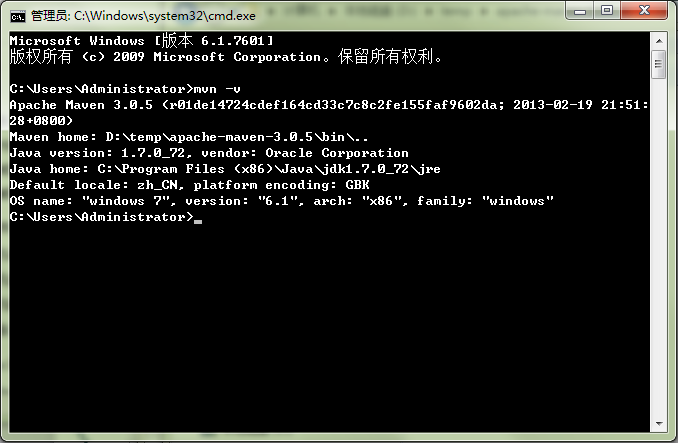 管理员: C:\Windows\system32\cmd.exe
Microsoft Windows [版本 6.1.7601]
版权所有 (c) 2009 Microsoft Corporation。保留所有权利。
C:\Users\Administrator>mvn -v
Apache Maven 3.0.5 (r01de14724cdef164cd33c7c8c2fe155faf9602da; 2013-02-19 21:51:
28+0800)
Maven home: D:\temp\apache-maven-3.0.5\bin\..
Java version: 1.7.0_72, vendor: Oracle Corporation
Java home: C:\Program Files (x86)\Java\jdk1.7.0_72\jre
Default locale: zh_CN, platform encoding: GBK
OS name: "windows 7", version: "6.1", arch: "x86", family: "windows"
C:\Users\Administrator>